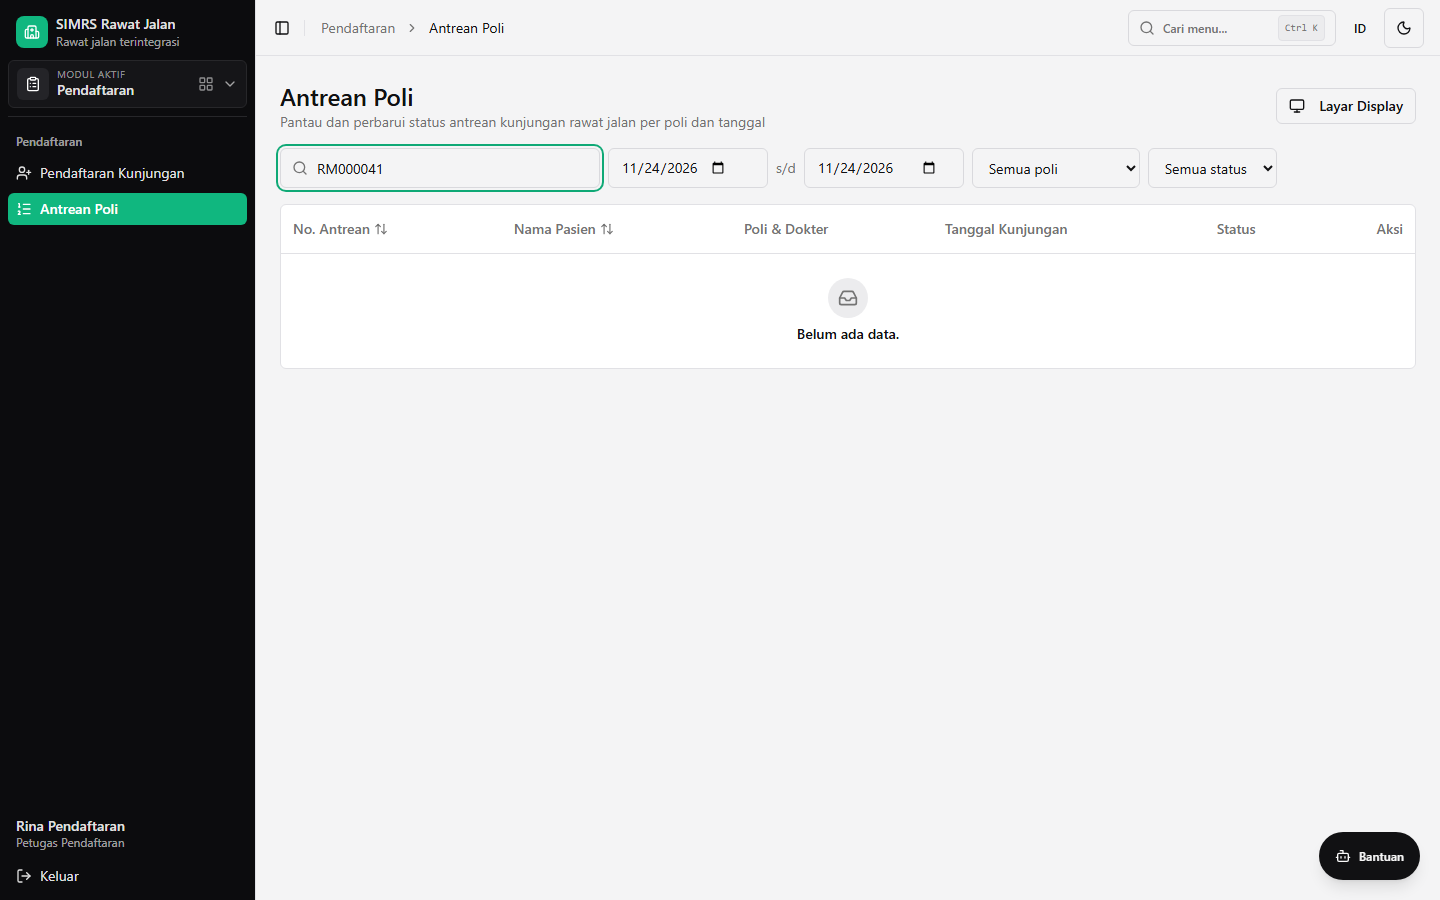 SIMRS Rawat Jalan
Rawat jalan terintegrasi
MODUL AKTIF
Pendaftaran
Pendaftaran
Pendaftaran Kunjungan
Antrean Poli
Rina Pendaftaran
Petugas Pendaftaran
Keluar
Pendaftaran > Antrean Poli
Cari menu... Ctrl K
ID
Antrean Poli
Pantau dan perbarui status antrean kunjungan rawat jalan per poli dan tanggal
Layar Display
RM000041 11/24/2026 s/d 11/24/2026 Semua poli Semua status
No. Antrean Nama Pasien Poli & Dokter Tanggal Kunjungan Status Aksi
Belum ada data.
Bantuan